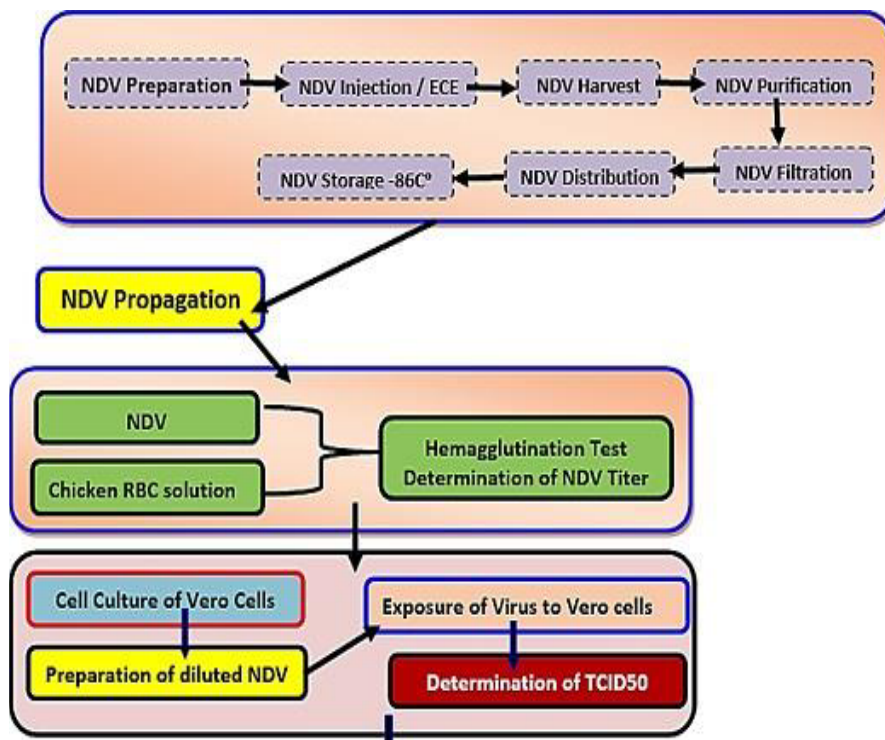 NDV Preparation
NDV Injection / ECE
NDV Harvest
NDV Purification
NDV Filtration
NDV Distribution
NDV Storage -86Cº
NDV Propagation
NDV
Chicken RBC solution
Hemagglutination Test
Determination of NDV Titer
Cell Culture of Vero Cells
Preparation of diluted NDV
Exposure of Virus to Vero cells
Determination of TCID50